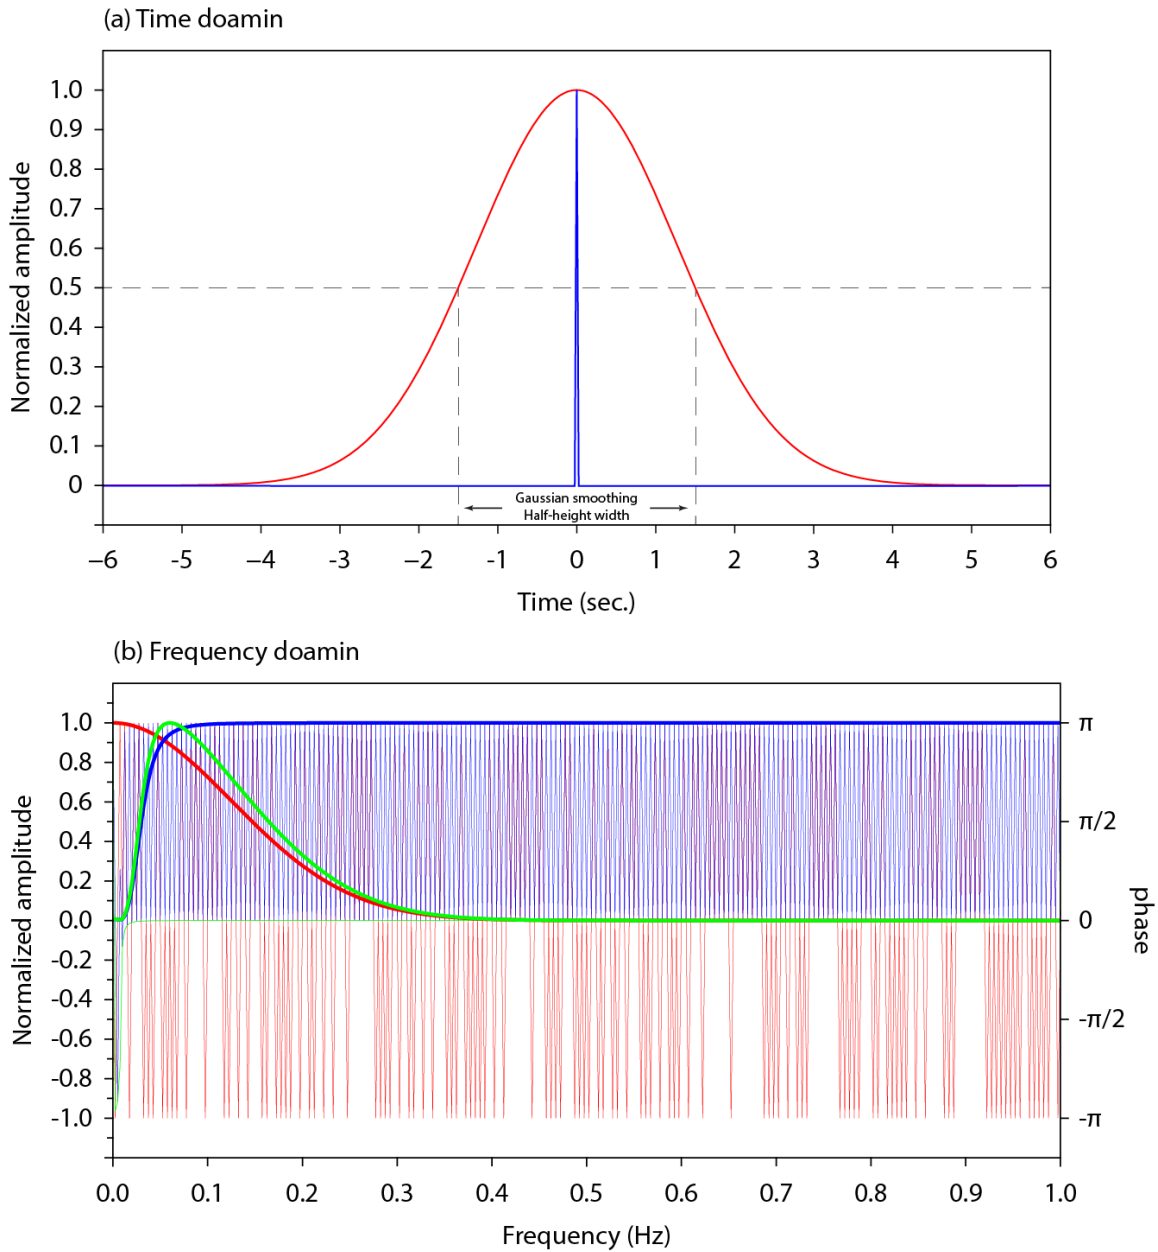 (a) Time doamin
Normalized amplitude
1.0
0.9
0.8
0.7
0.6
0.5
0.4
0.3
0.2
0.1
0
Gaussian smoothing
Half-height width
−6 -5 −4 -3 −2 -1 0 1 2 3 4 5 6
Time (sec.)
(b) Frequency doamin
Normalized amplitude
1.0
0.8
0.6
0.4
0.2
0.0
-0.2
-0.4
-0.6
-0.8
-1.0
π
π/2
0
-π/2
-π
phase
0.0 0.1 0.2 0.3 0.4 0.5 0.6 0.7 0.8 0.9 1.0
Frequency (Hz)